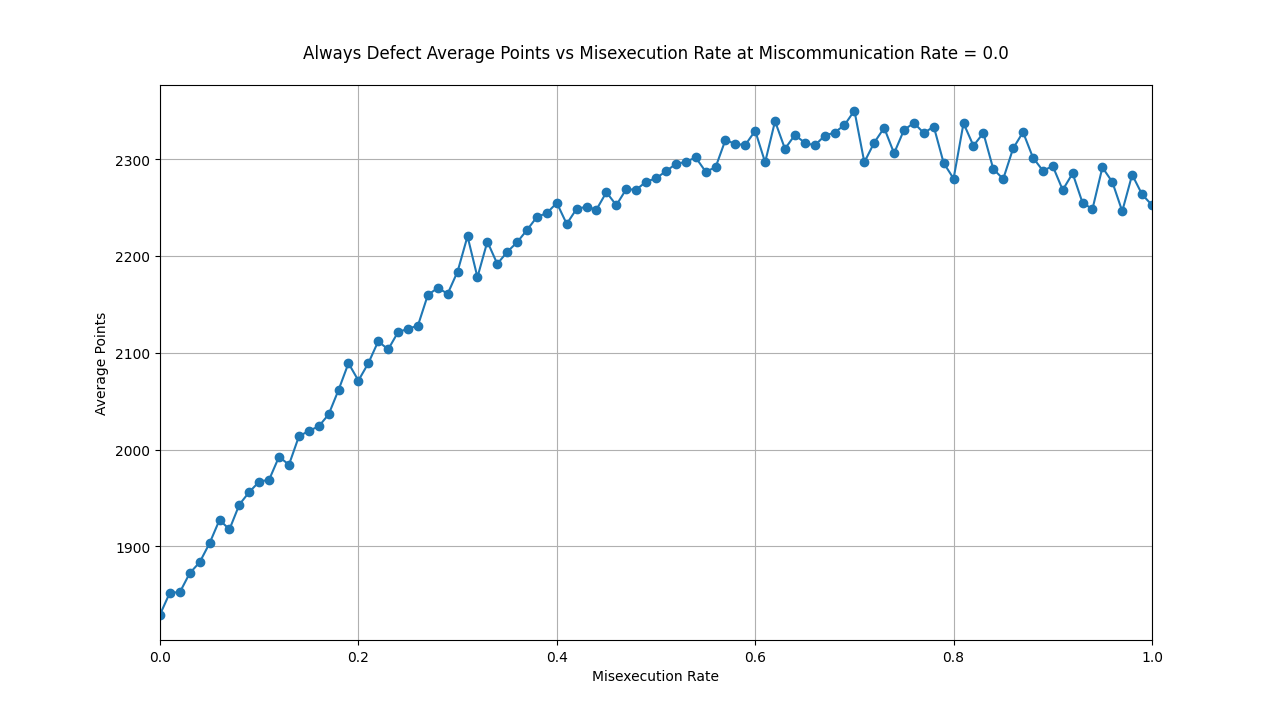 Always Defect Average Points vs Misexecution Rate at Miscommunication Rate = 0.0
2300
2200
2100
2000
1900
Average Points
0.0 0.2 0.4 0.6 0.8 1.0
Misexecution Rate